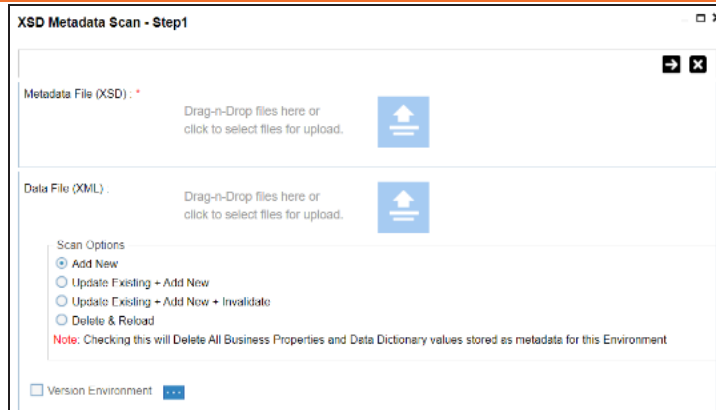 XSD Metadata Scan - Step1
Metadata File (XSD) : *
Drag-n-Drop files here or
click to select files for upload.
Data File (XML) :
Drag-n-Drop files here or
click to select files for upload.
Scan Options
Add New
Update Existing + Add New
Update Existing + Add New + Invalidate
Delete & Reload
Note: Checking this will Delete All Business Properties and Data Dictionary values stored as metadata for this Environment
Version Environment ...